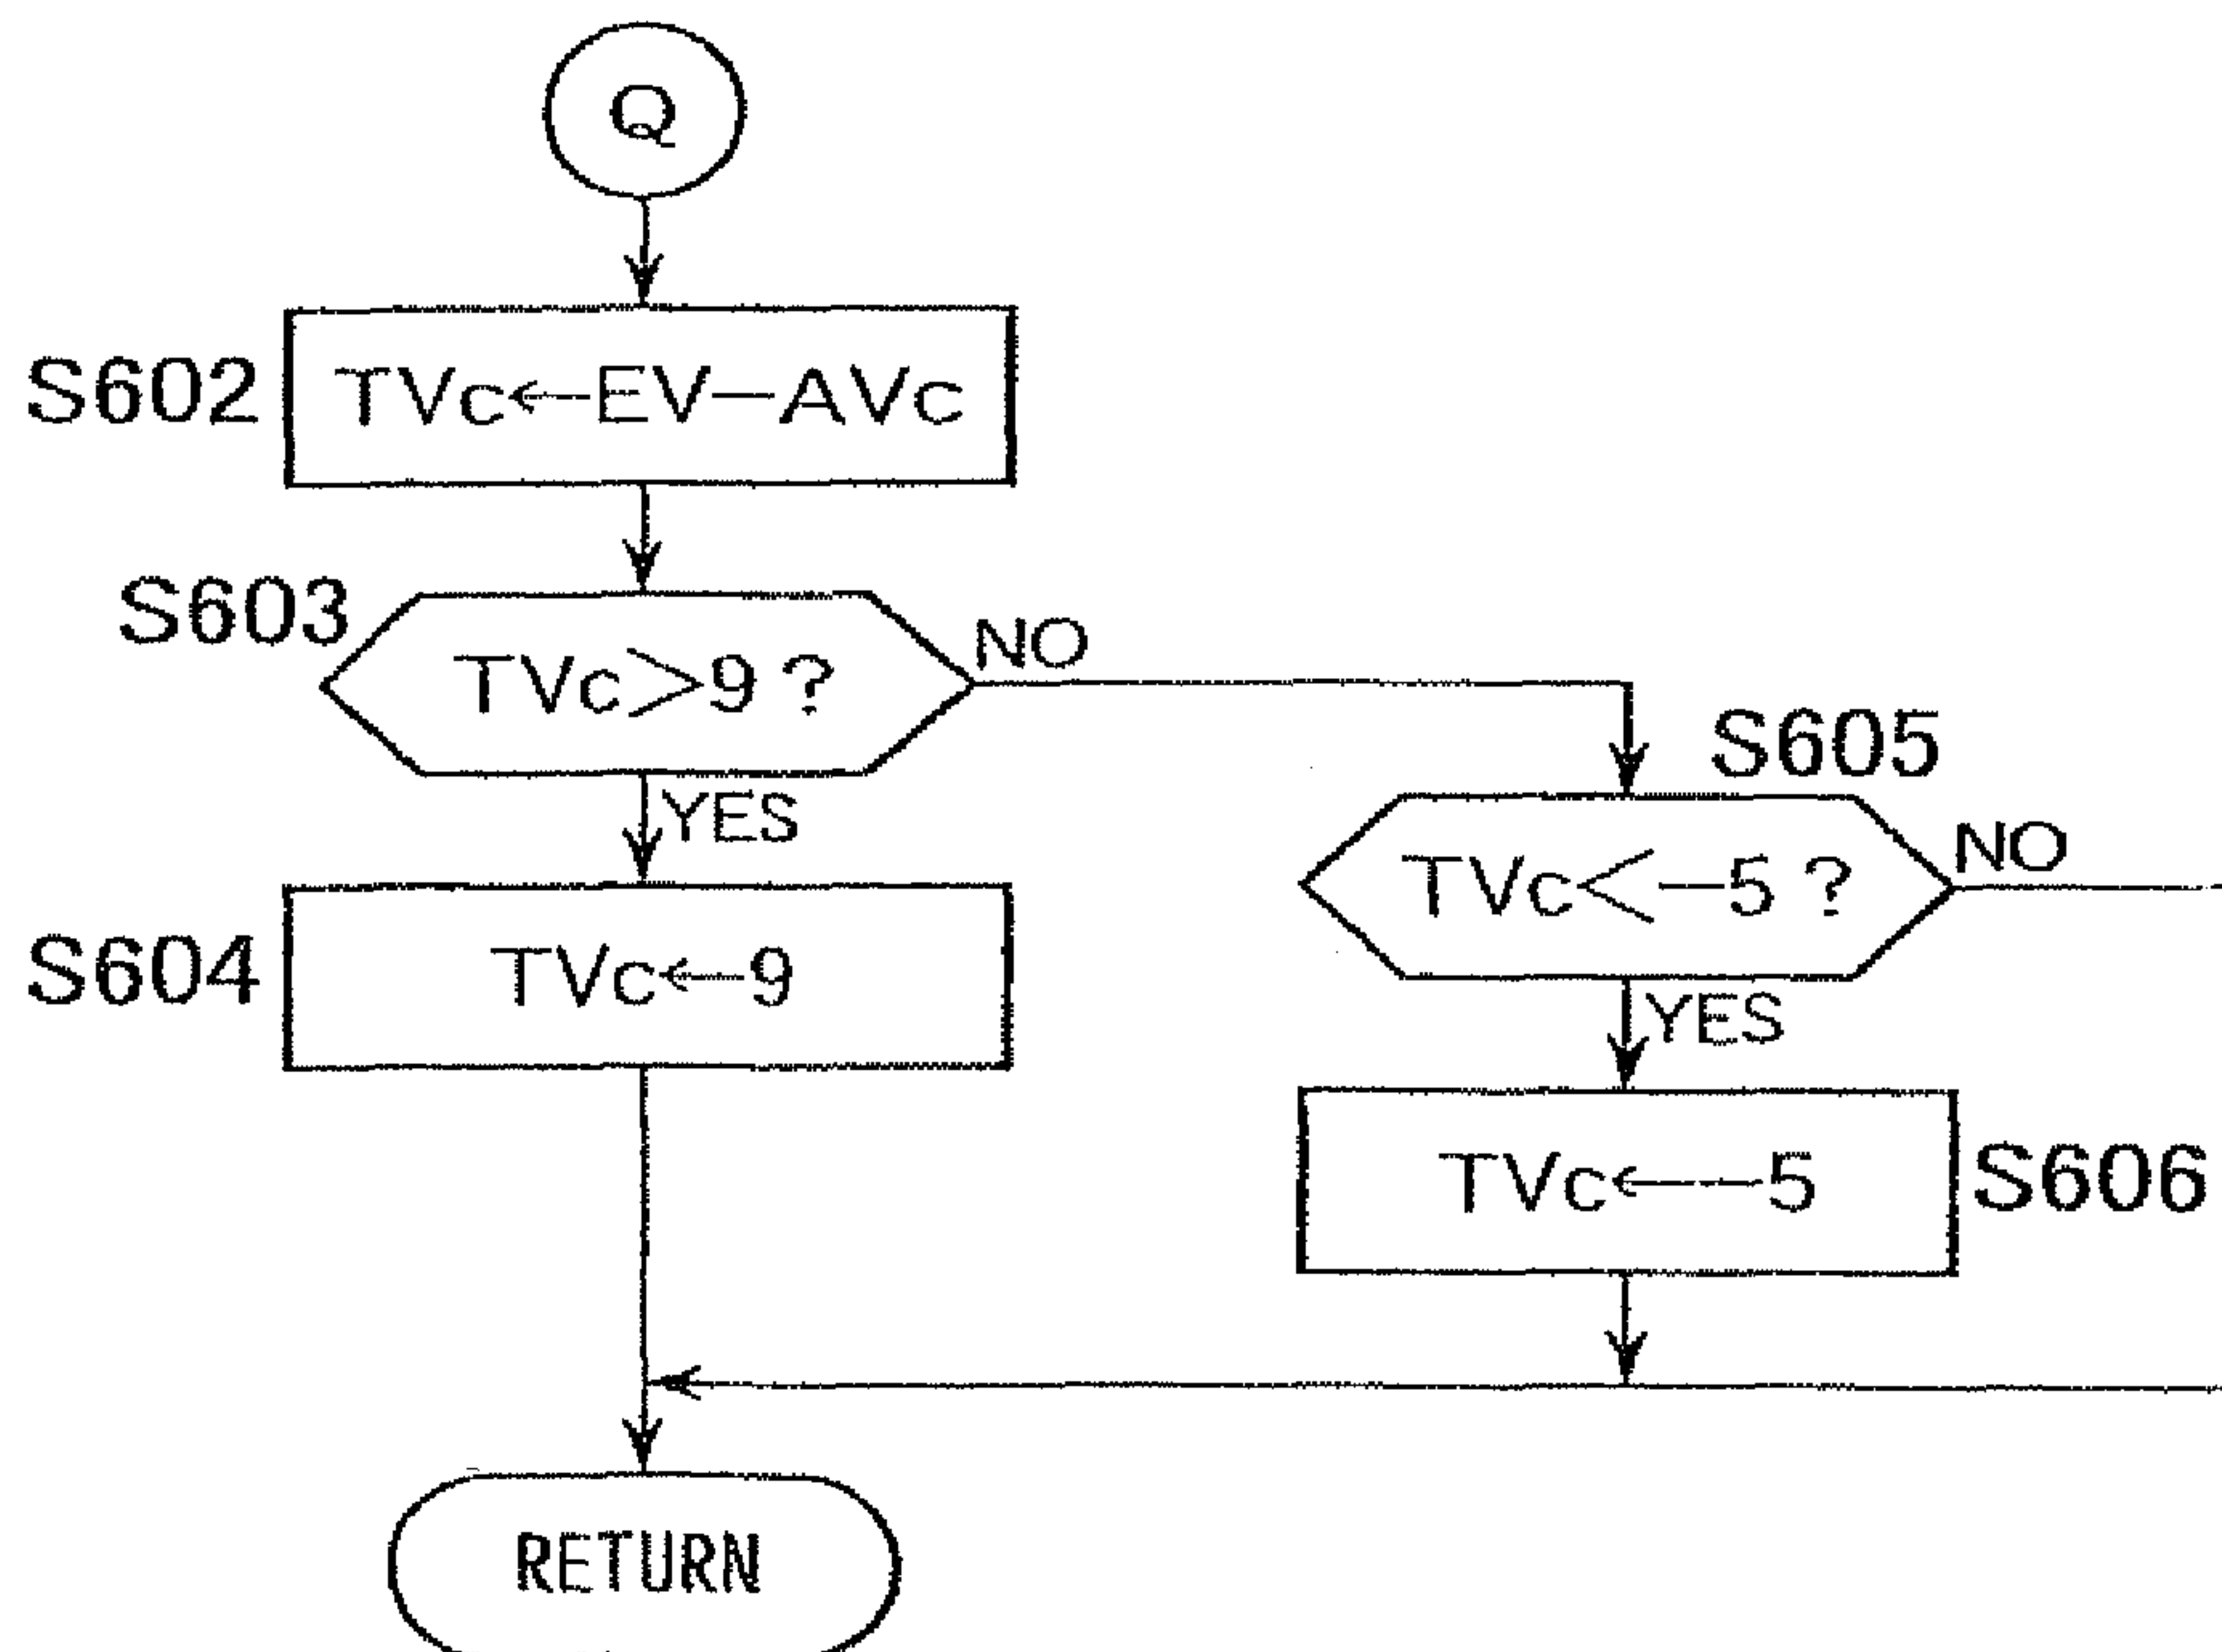 Q
S602
TVc←EV−AVc
S603
TVc>9 ?
NO
YES
S605
TVc<−5 ?
NO
YES
S604
TVc←9
TVc←−5
S606
RETURN